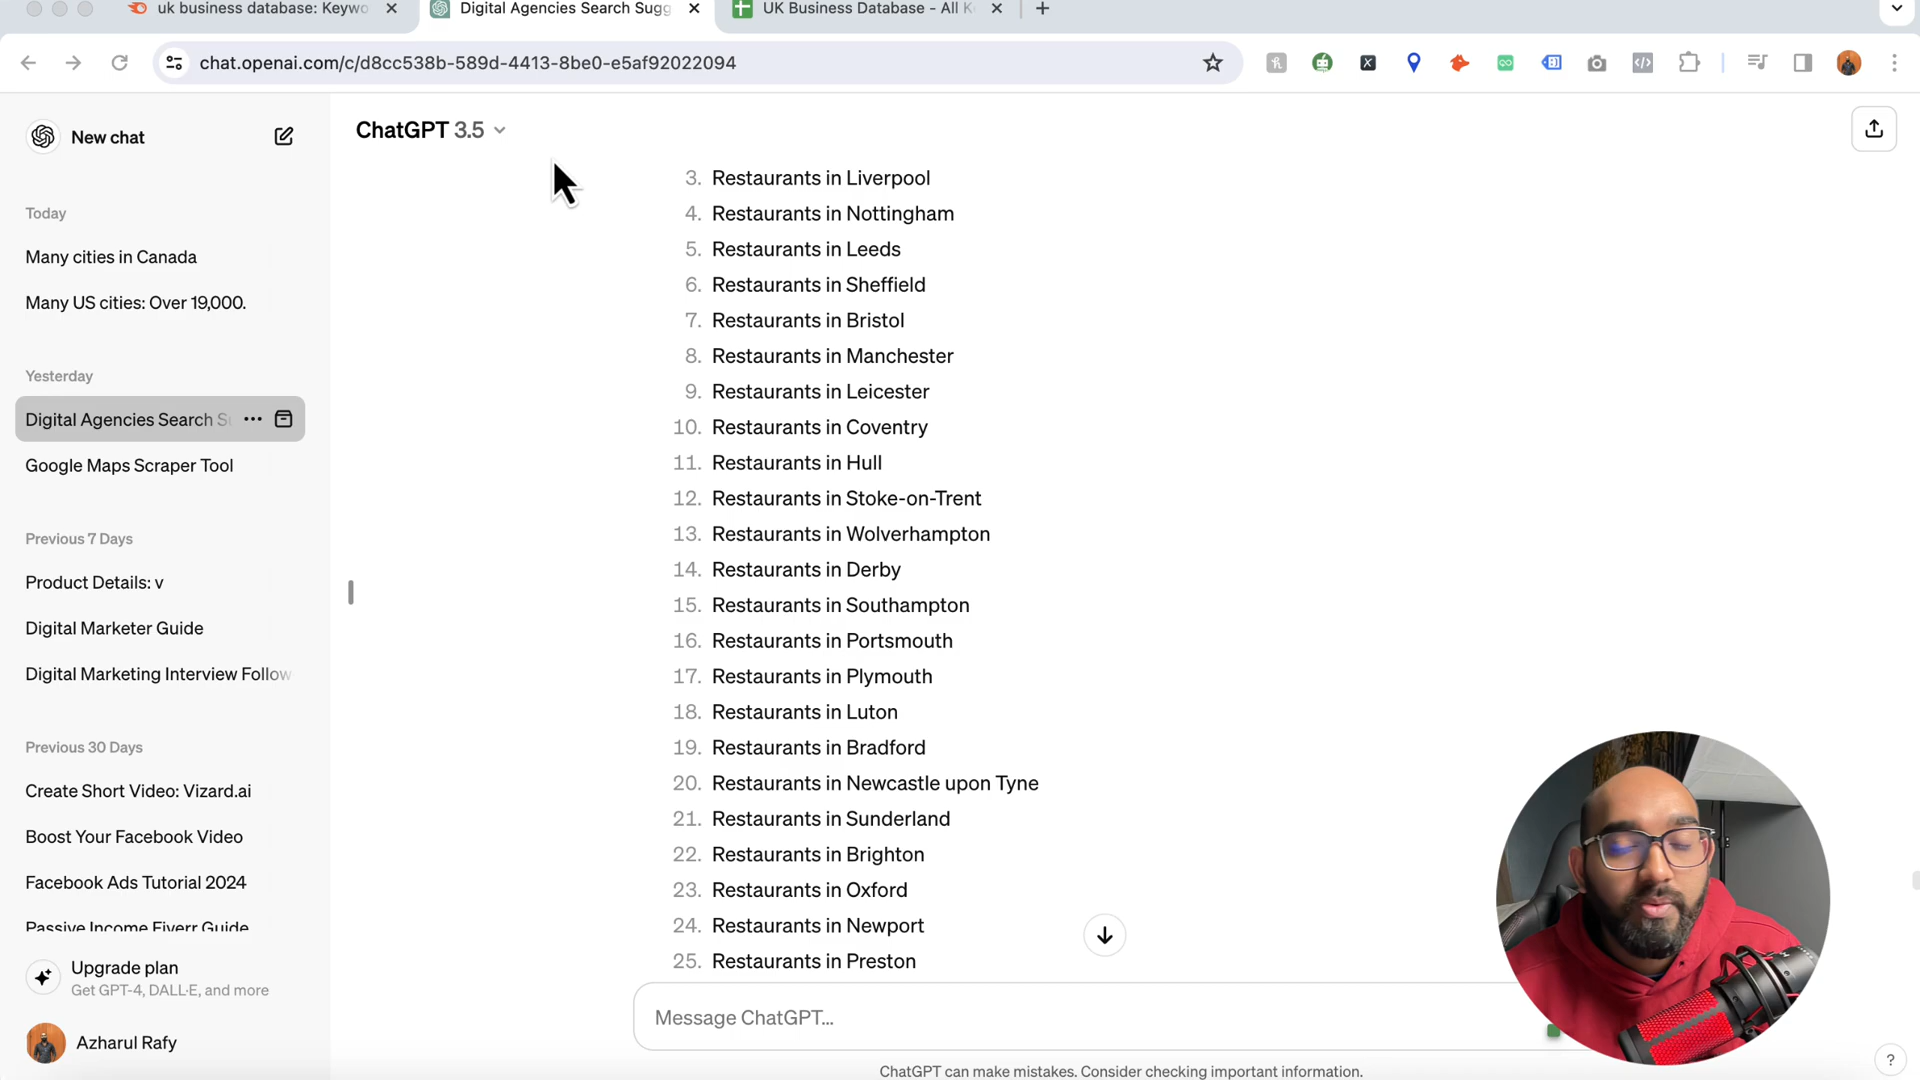 uk business database: Keywo
Digital Agencies Search Sugg
UK Business Database - All K
chat.openai.com/c/d8cc538b-589d-4413-8be0-e5af92022094
New chat
ChatGPT 3.5
Today
Many cities in Canada
Many US cities: Over 19,000.
Yesterday
Digital Agencies Search Su
Google Maps Scraper Tool
Previous 7 Days
Product Details: v
Digital Marketer Guide
Digital Marketing Interview Follow
Previous 30 Days
Create Short Video: Vizard.ai
Boost Your Facebook Video
Facebook Ads Tutorial 2024
Passive Income Fiverr Guide
Upgrade plan
Get GPT-4, DALL·E, and more
Azharul Rafy
3. Restaurants in Liverpool
4. Restaurants in Nottingham
5. Restaurants in Leeds
6. Restaurants in Sheffield
7. Restaurants in Bristol
8. Restaurants in Manchester
9. Restaurants in Leicester
10. Restaurants in Coventry
11. Restaurants in Hull
12. Restaurants in Stoke-on-Trent
13. Restaurants in Wolverhampton
14. Restaurants in Derby
15. Restaurants in Southampton
16. Restaurants in Portsmouth
17. Restaurants in Plymouth
18. Restaurants in Luton
19. Restaurants in Bradford
20. Restaurants in Newcastle upon Tyne
21. Restaurants in Sunderland
22. Restaurants in Brighton
23. Restaurants in Oxford
24. Restaurants in Newport
25. Restaurants in Preston
Message ChatGPT...
ChatGPT can make mistakes. Consider checking important information.
?